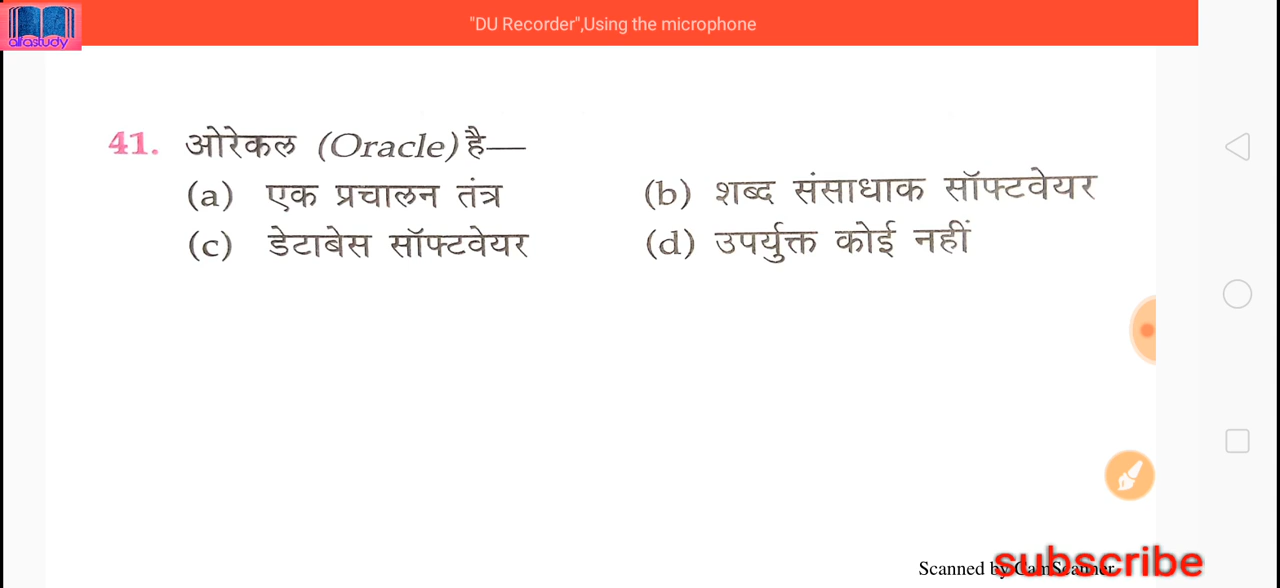 "DU Recorder",Using the microphone
alfastudy
41. ओरेकल (Oracle) है—
(a) एक प्रचालन तंत्र (b) शब्द संसाधाक सॉफ्टवेयर
(c) डेटाबेस सॉफ्टवेयर (d) उपर्युक्त कोई नहीं
Scanned by CamScanner
subscribe